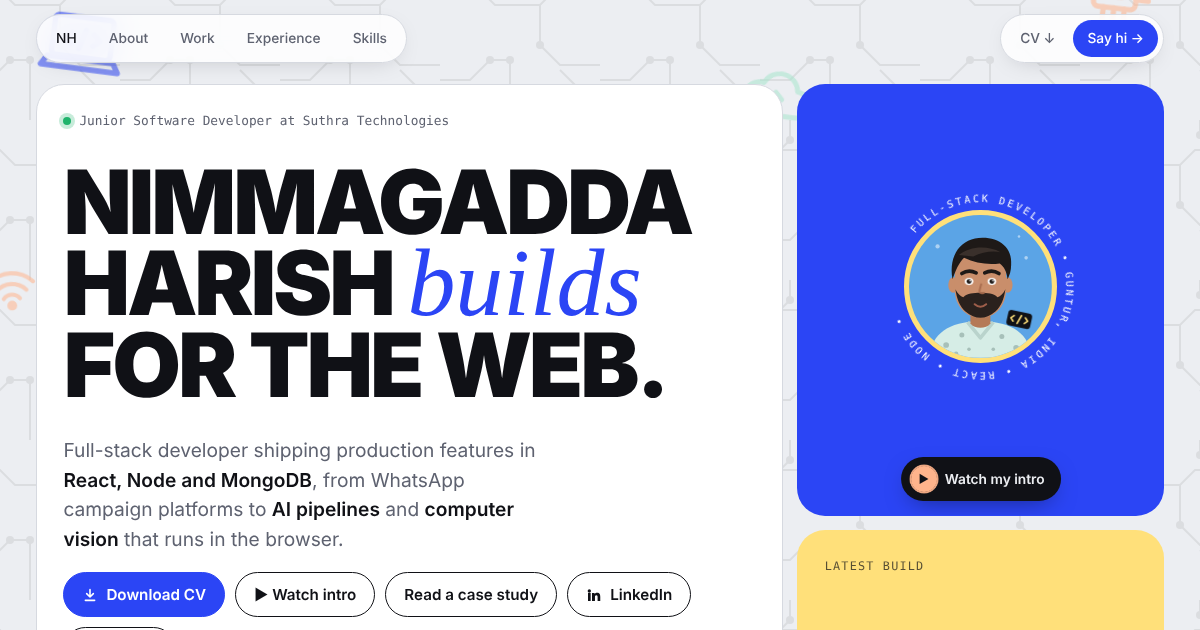 NH About Work Experience Skills
CV ↓ Say hi →
Junior Software Developer at Suthra Technologies
NIMMAGADDA
HARISH builds
FOR THE WEB.
Full-stack developer shipping production features in
React, Node and MongoDB, from WhatsApp
campaign platforms to AI pipelines and computer
vision that runs in the browser.
Download CV Watch intro Read a case study LinkedIn
FULL-STACK DEVELOPER • GUNTUR, INDIA • REACT • NODE •
</>
Watch my intro
LATEST BUILD